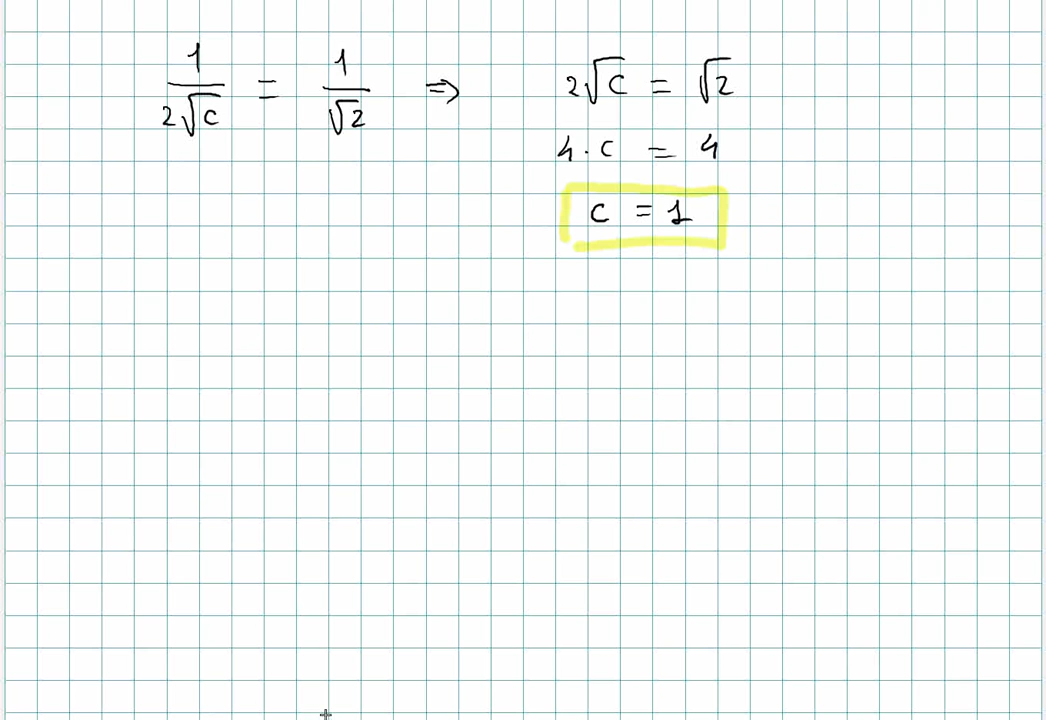 1/(2√c) = 1/√2 ⇒ 2√c = √2
4·c = 4
c = 1